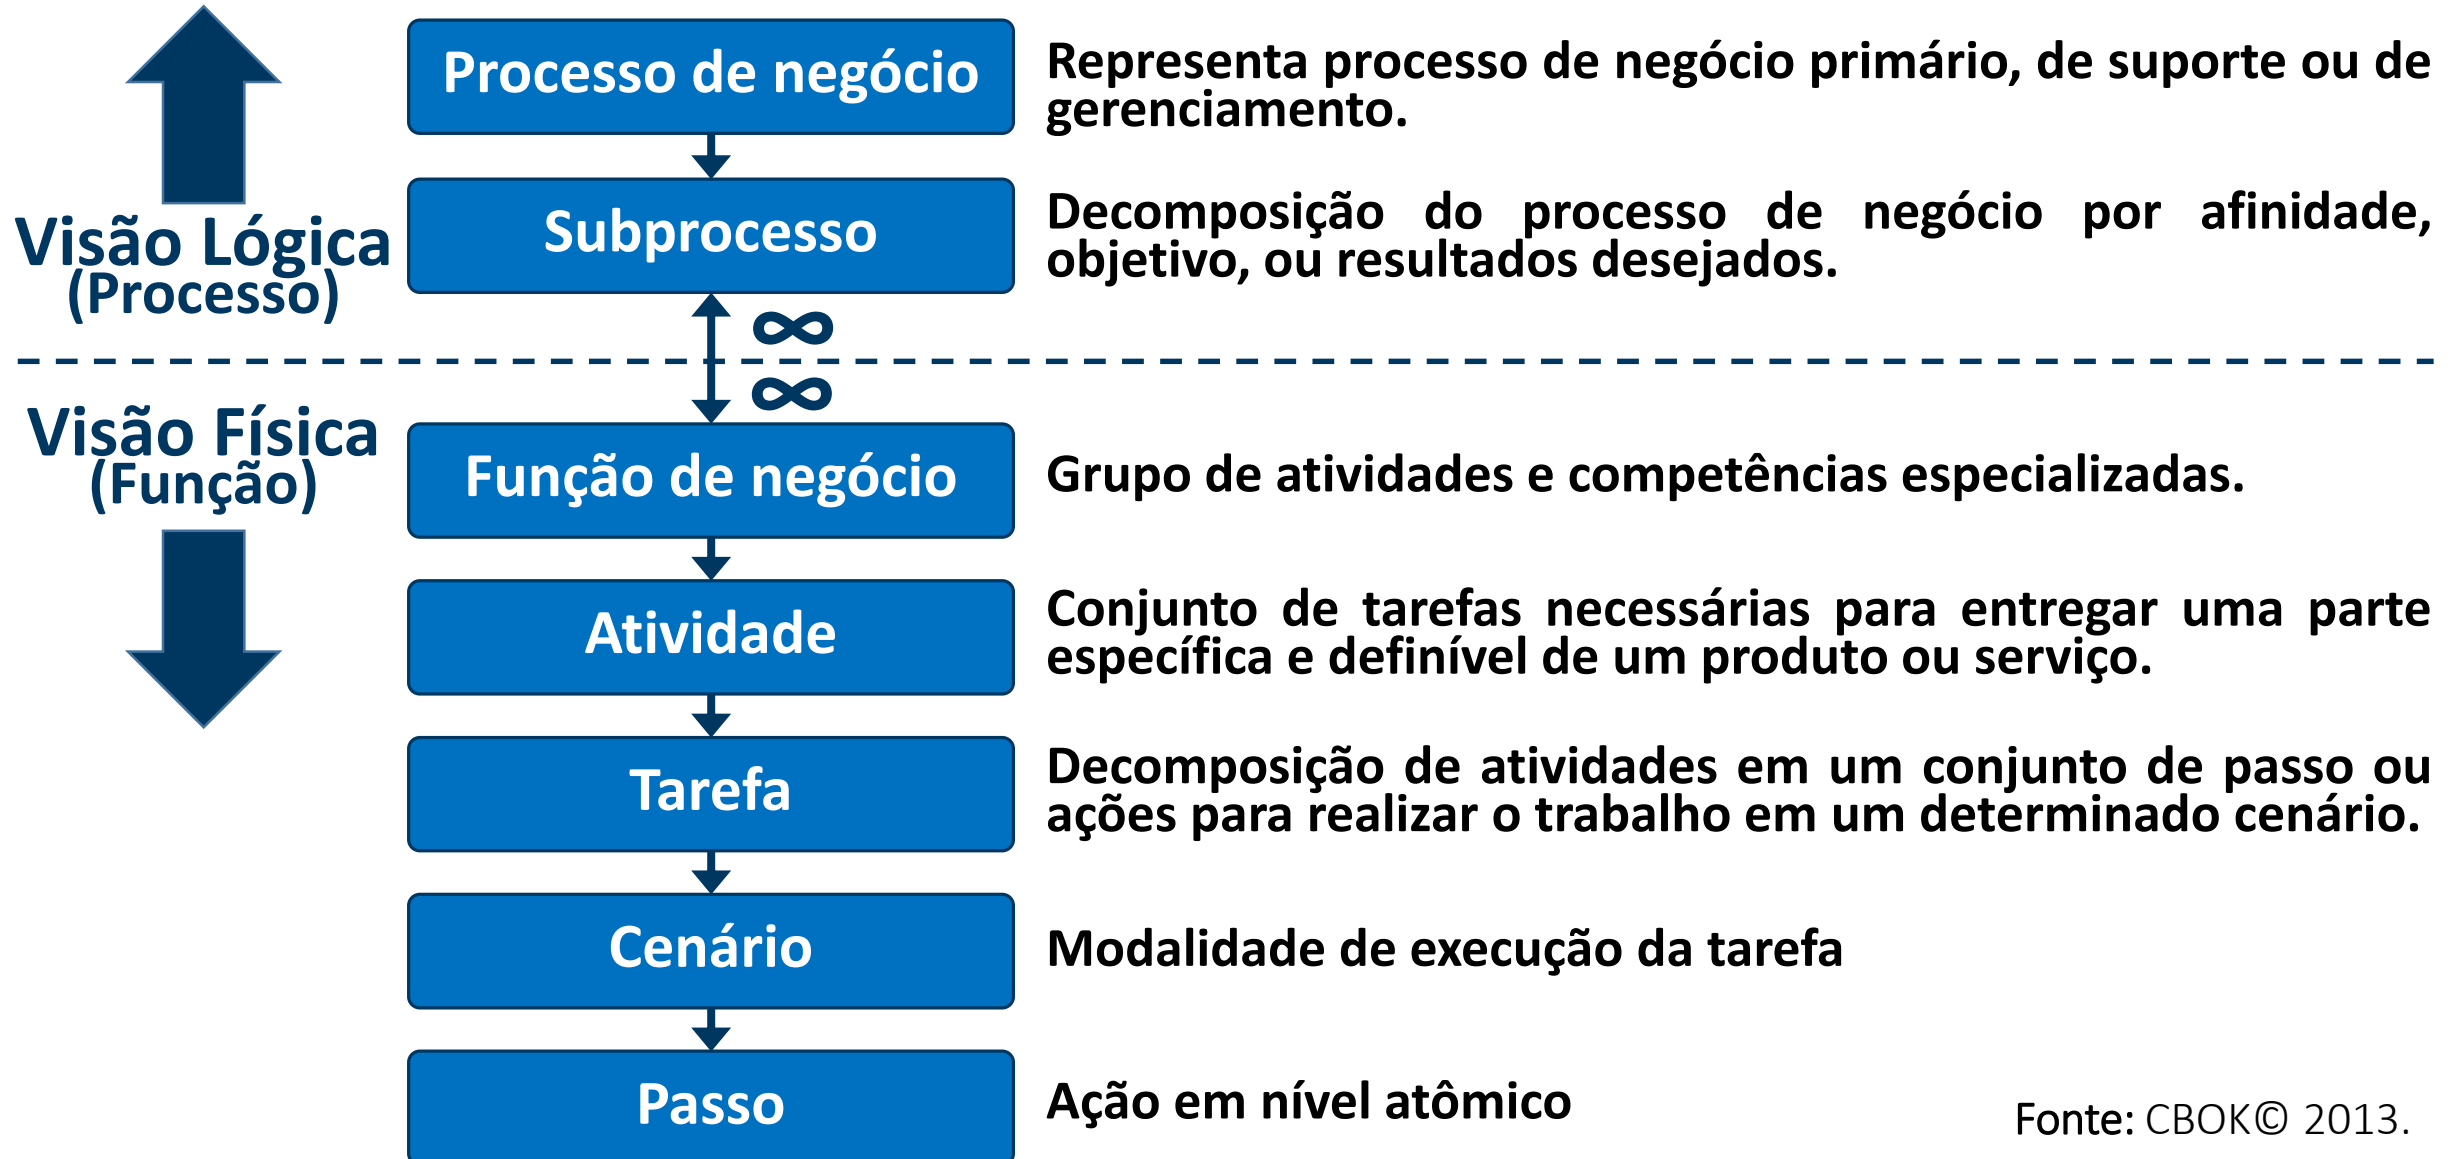 Processo de negócio
Representa processo de negócio primário, de suporte ou de
gerenciamento.
Visão Lógica
(Processo)
Subprocesso
Decomposição do processo de negócio por afinidade,
objetivo, ou resultados desejados.
∞
∞
Visão Física
(Função)
Função de negócio
Grupo de atividades e competências especializadas.
Atividade
Conjunto de tarefas necessárias para entregar uma parte
específica e definível de um produto ou serviço.
Tarefa
Decomposição de atividades em um conjunto de passo ou
ações para realizar o trabalho em um determinado cenário.
Cenário
Modalidade de execução da tarefa
Passo
Ação em nível atômico
Fonte: CBOK© 2013.